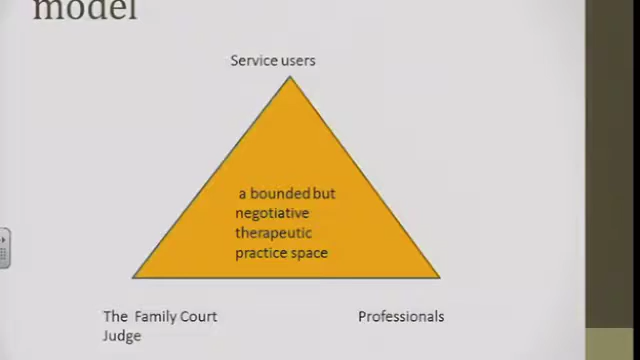 model
Service users
a bounded but
negotiative
therapeutic
practice space
The Family Court
Judge
Professionals